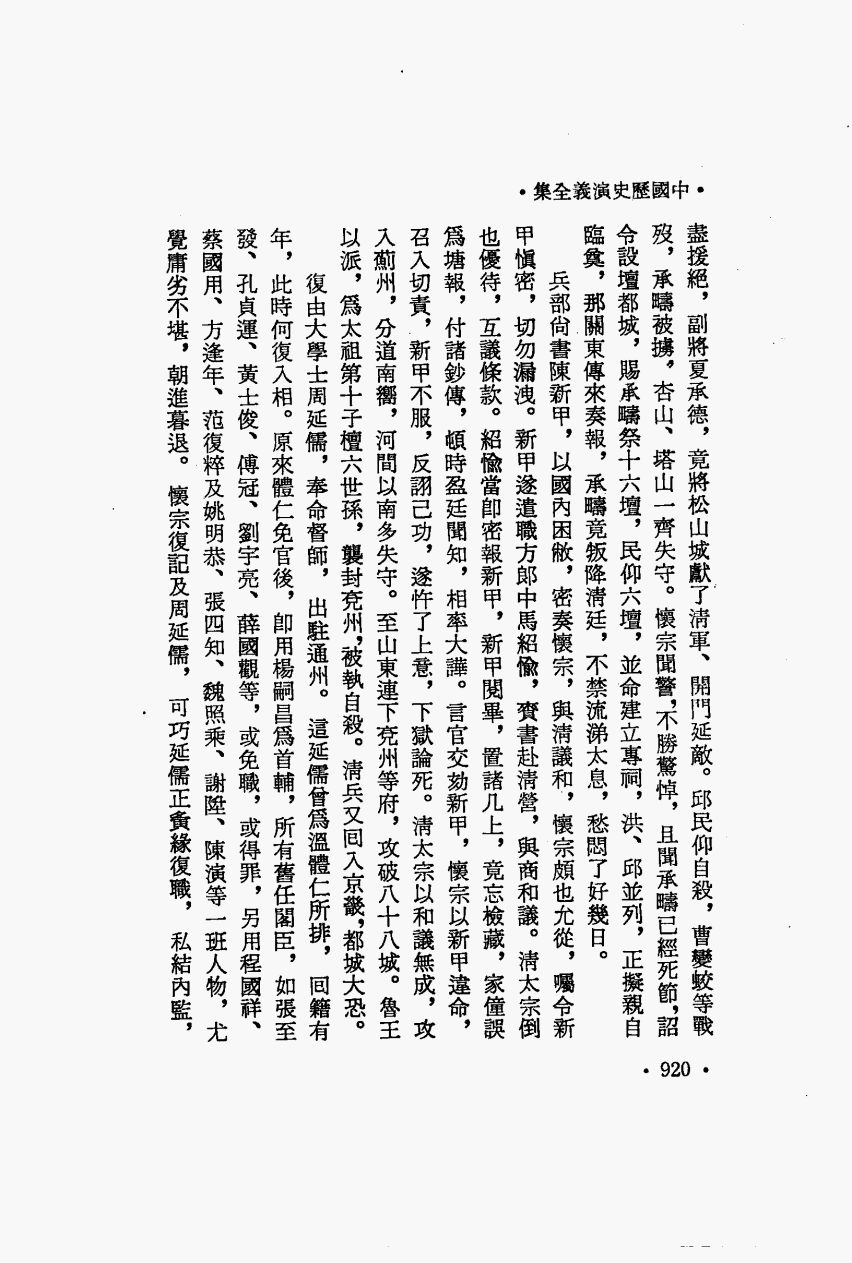 •中國歷史演義全集•
盡援絕，副將夏承德，竟將松山城獻了清軍、開門延敵。邱民仰自殺，曹變蛟等戰
歿，承疇被擄，杏山、塔山一齊失守。懷宗聞警，不勝驚悼，且聞承疇已經死節，詔
令設壇都城，賜承疇祭十六壇，民仰六壇，並命建立專祠，洪、邱並列，正擬親自
臨奠，那關東傳來奏報，承疇竟叛降清廷，不禁流涕太息，愁悶了好幾日。
兵部尚書陳新甲，以國內困敝，密奏懷宗，與清議和，懷宗頗也允從，囑令新
甲慎密，切勿漏洩。新甲遂遣職方郎中馬紹愉，齎書赴清營，與商和議。清太宗倒
也優待，互議條款。紹愉當卽密報新甲，新甲閱畢，置諸几上，竟忘檢藏，家僮誤
爲塘報，付諸鈔傳，頓時盈廷聞知，相率大譁。言官交劾新甲，懷宗以新甲違命，
召入切責，新甲不服，反詡己功，遂忤了上意，下獄論死。清太宗以和議無成，攻
入薊州，分道南嚮，河間以南多失守。至山東連下兗州等府，攻破八十八城。魯王
以派，爲太祖第十子檀六世孫，襲封兗州，被執自殺。清兵又回入京畿，都城大恐。
復由大學士周延儒，奉命督師，出駐通州。這延儒曾爲溫體仁所排，回籍有
年，此時何復入相。原來體仁免官後，卽用楊嗣昌爲首輔，所有舊任閣臣，如張至
發、孔貞運、黃士俊、傅冠、劉宇亮、薛國觀等，或免職，或得罪，另用程國祥、
蔡國用、方逢年、范復粹及姚明恭、張四知、魏照乘、謝陞、陳演等一班人物，尤
覺庸劣不堪，朝進暮退。懷宗復記及周延儒，可巧延儒正夤緣復職，私結內監，
•920•